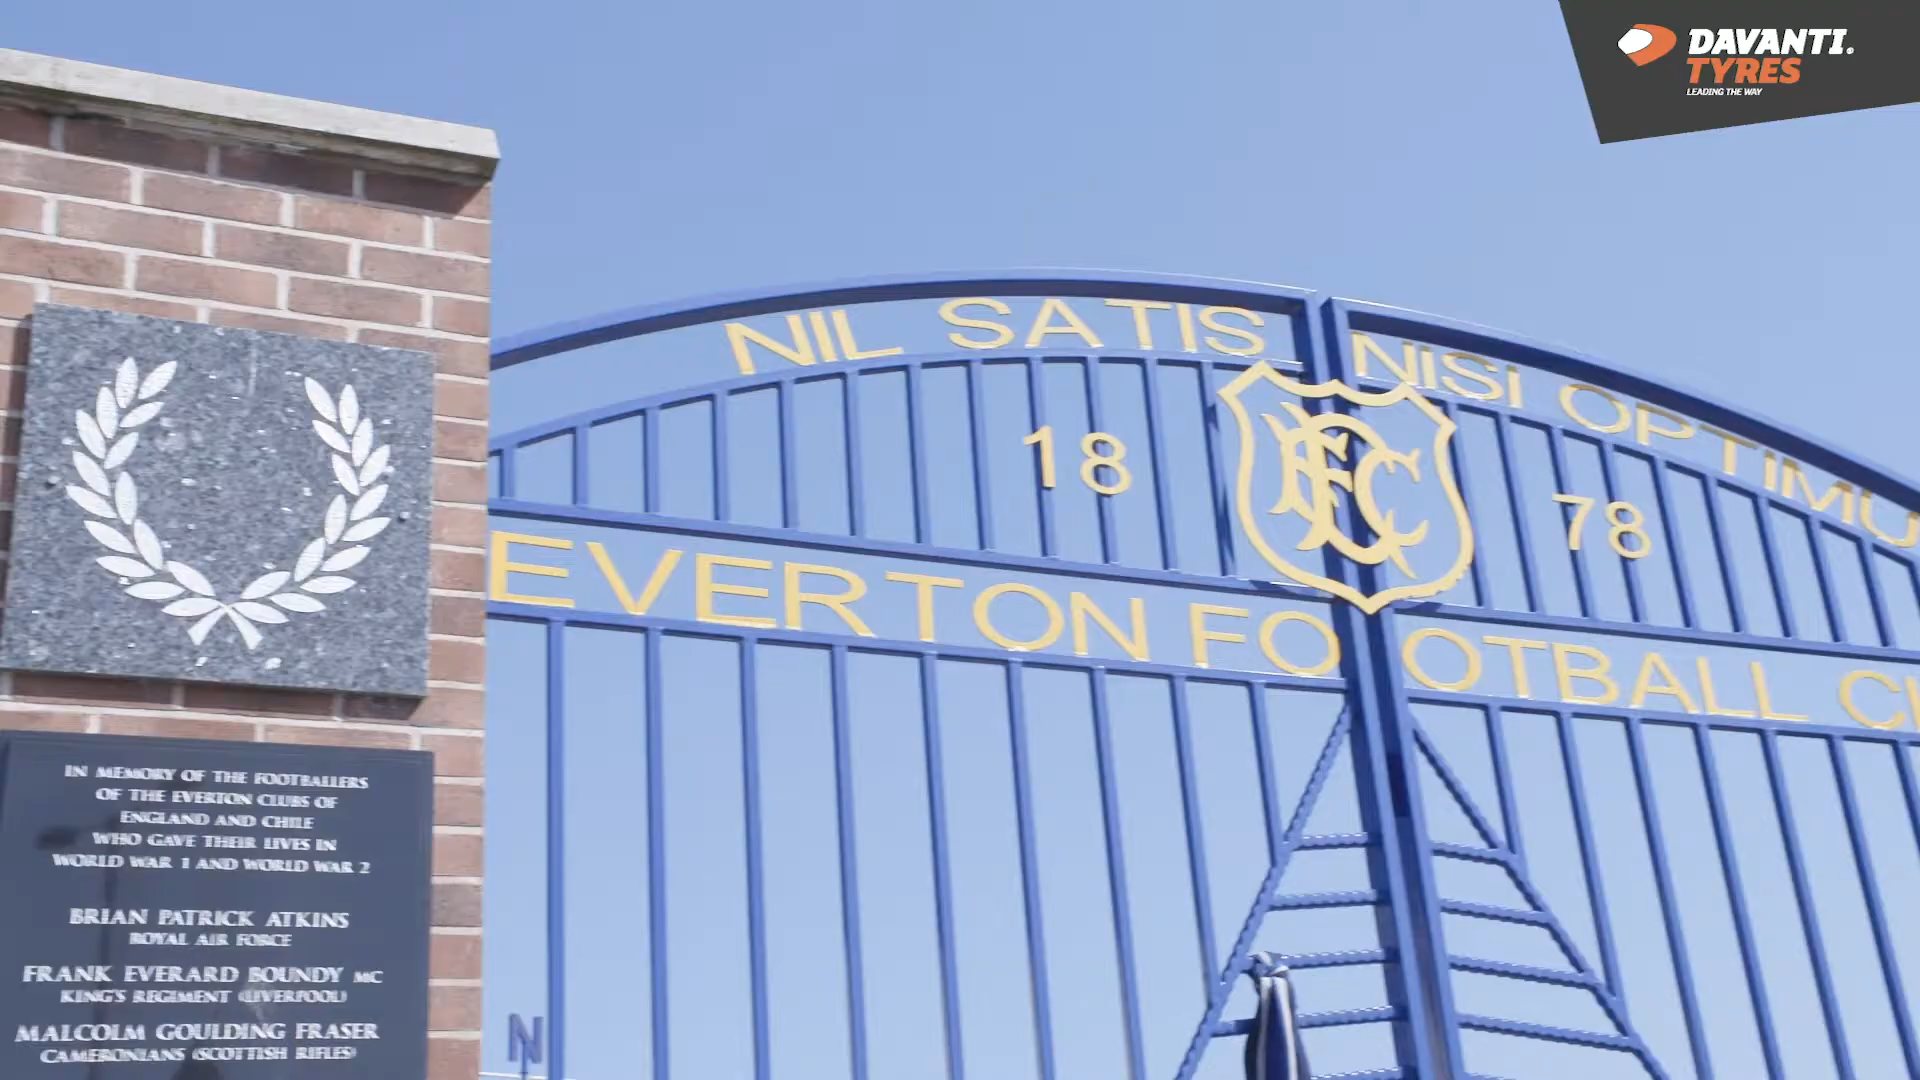 DAVANTI
TYRES
LEADING THE WAY
NIL SATIS NISI OPTIMU
18 78
EFC
EVERTON FOOTBALL CL
IN MEMORY OF THE FOOTBALLERS
OF THE EVERTON CLUBS OF
ENGLAND AND CHILE
WHO GAVE THEIR LIVES IN
WORLD WAR 1 AND WORLD WAR 2
BRIAN PATRICK ATKINS
ROYAL AIR FORCE
FRANK EVERARD BOUNDY MC
KING'S REGIMENT (LIVERPOOL)
MALCOLM GOULDING FRASER
CAMERONIANS (SCOTTISH RIFLES)
N